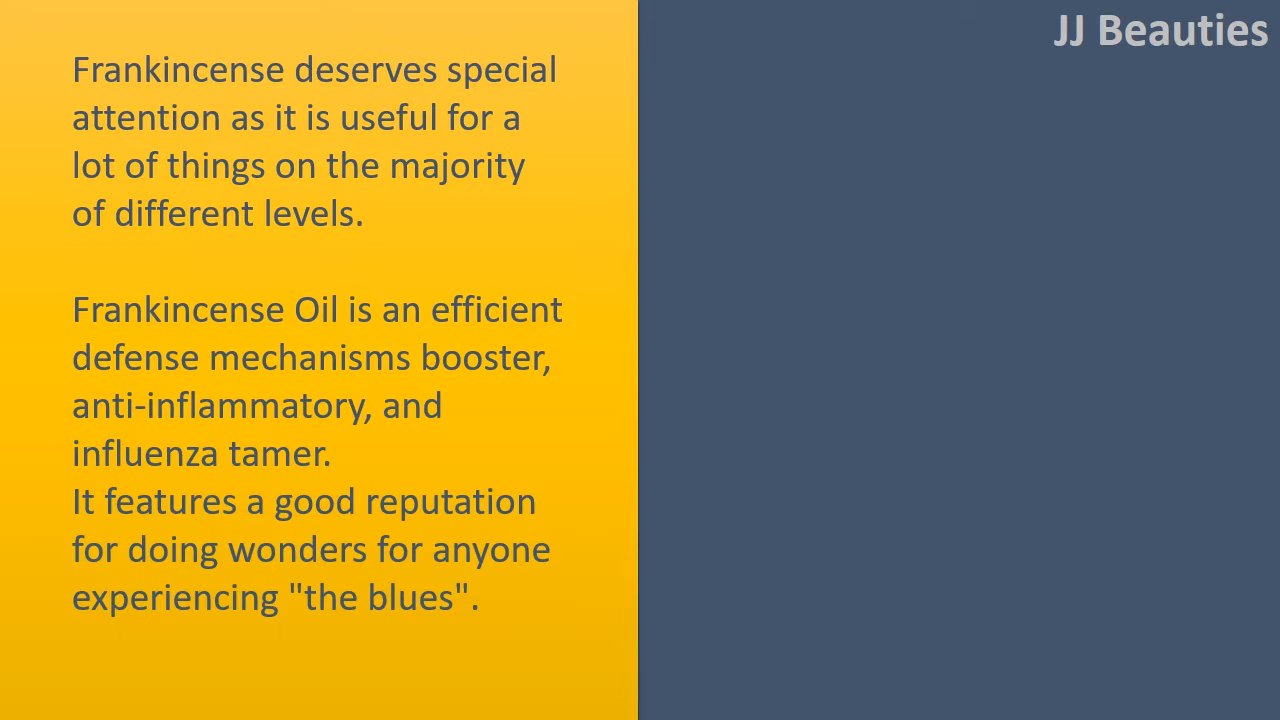 JJ Beauties
Frankincense deserves special
attention as it is useful for a
lot of things on the majority
of different levels.
Frankincense Oil is an efficient
defense mechanisms booster,
anti-inflammatory, and
influenza tamer.
It features a good reputation
for doing wonders for anyone
experiencing "the blues".